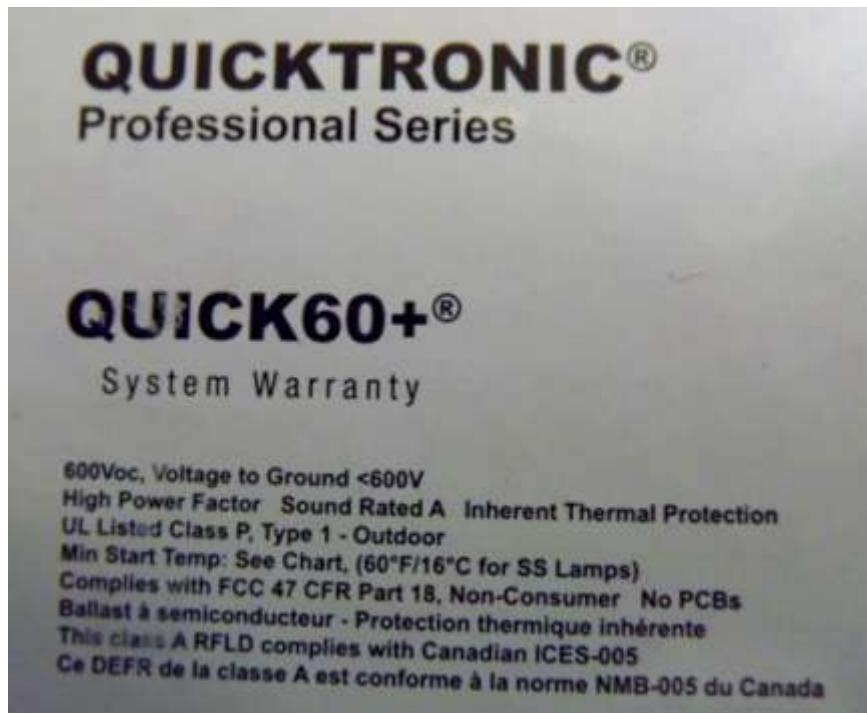 QUICKTRONIC®
Professional Series
QUICK60+®
System Warranty
600Voc, Voltage to Ground <600V
High Power Factor Sound Rated A Inherent Thermal Protection
UL Listed Class P, Type 1 - Outdoor
Min Start Temp: See Chart, (60°F/16°C for SS Lamps)
Complies with FCC 47 CFR Part 18, Non-Consumer No PCBs
Ballast à semiconducteur - Protection thermique inhérente
This class A RFLD complies with Canadian ICES-005
Ce DEFR de la classe A est conforme à la norme NMB-005 du Canada